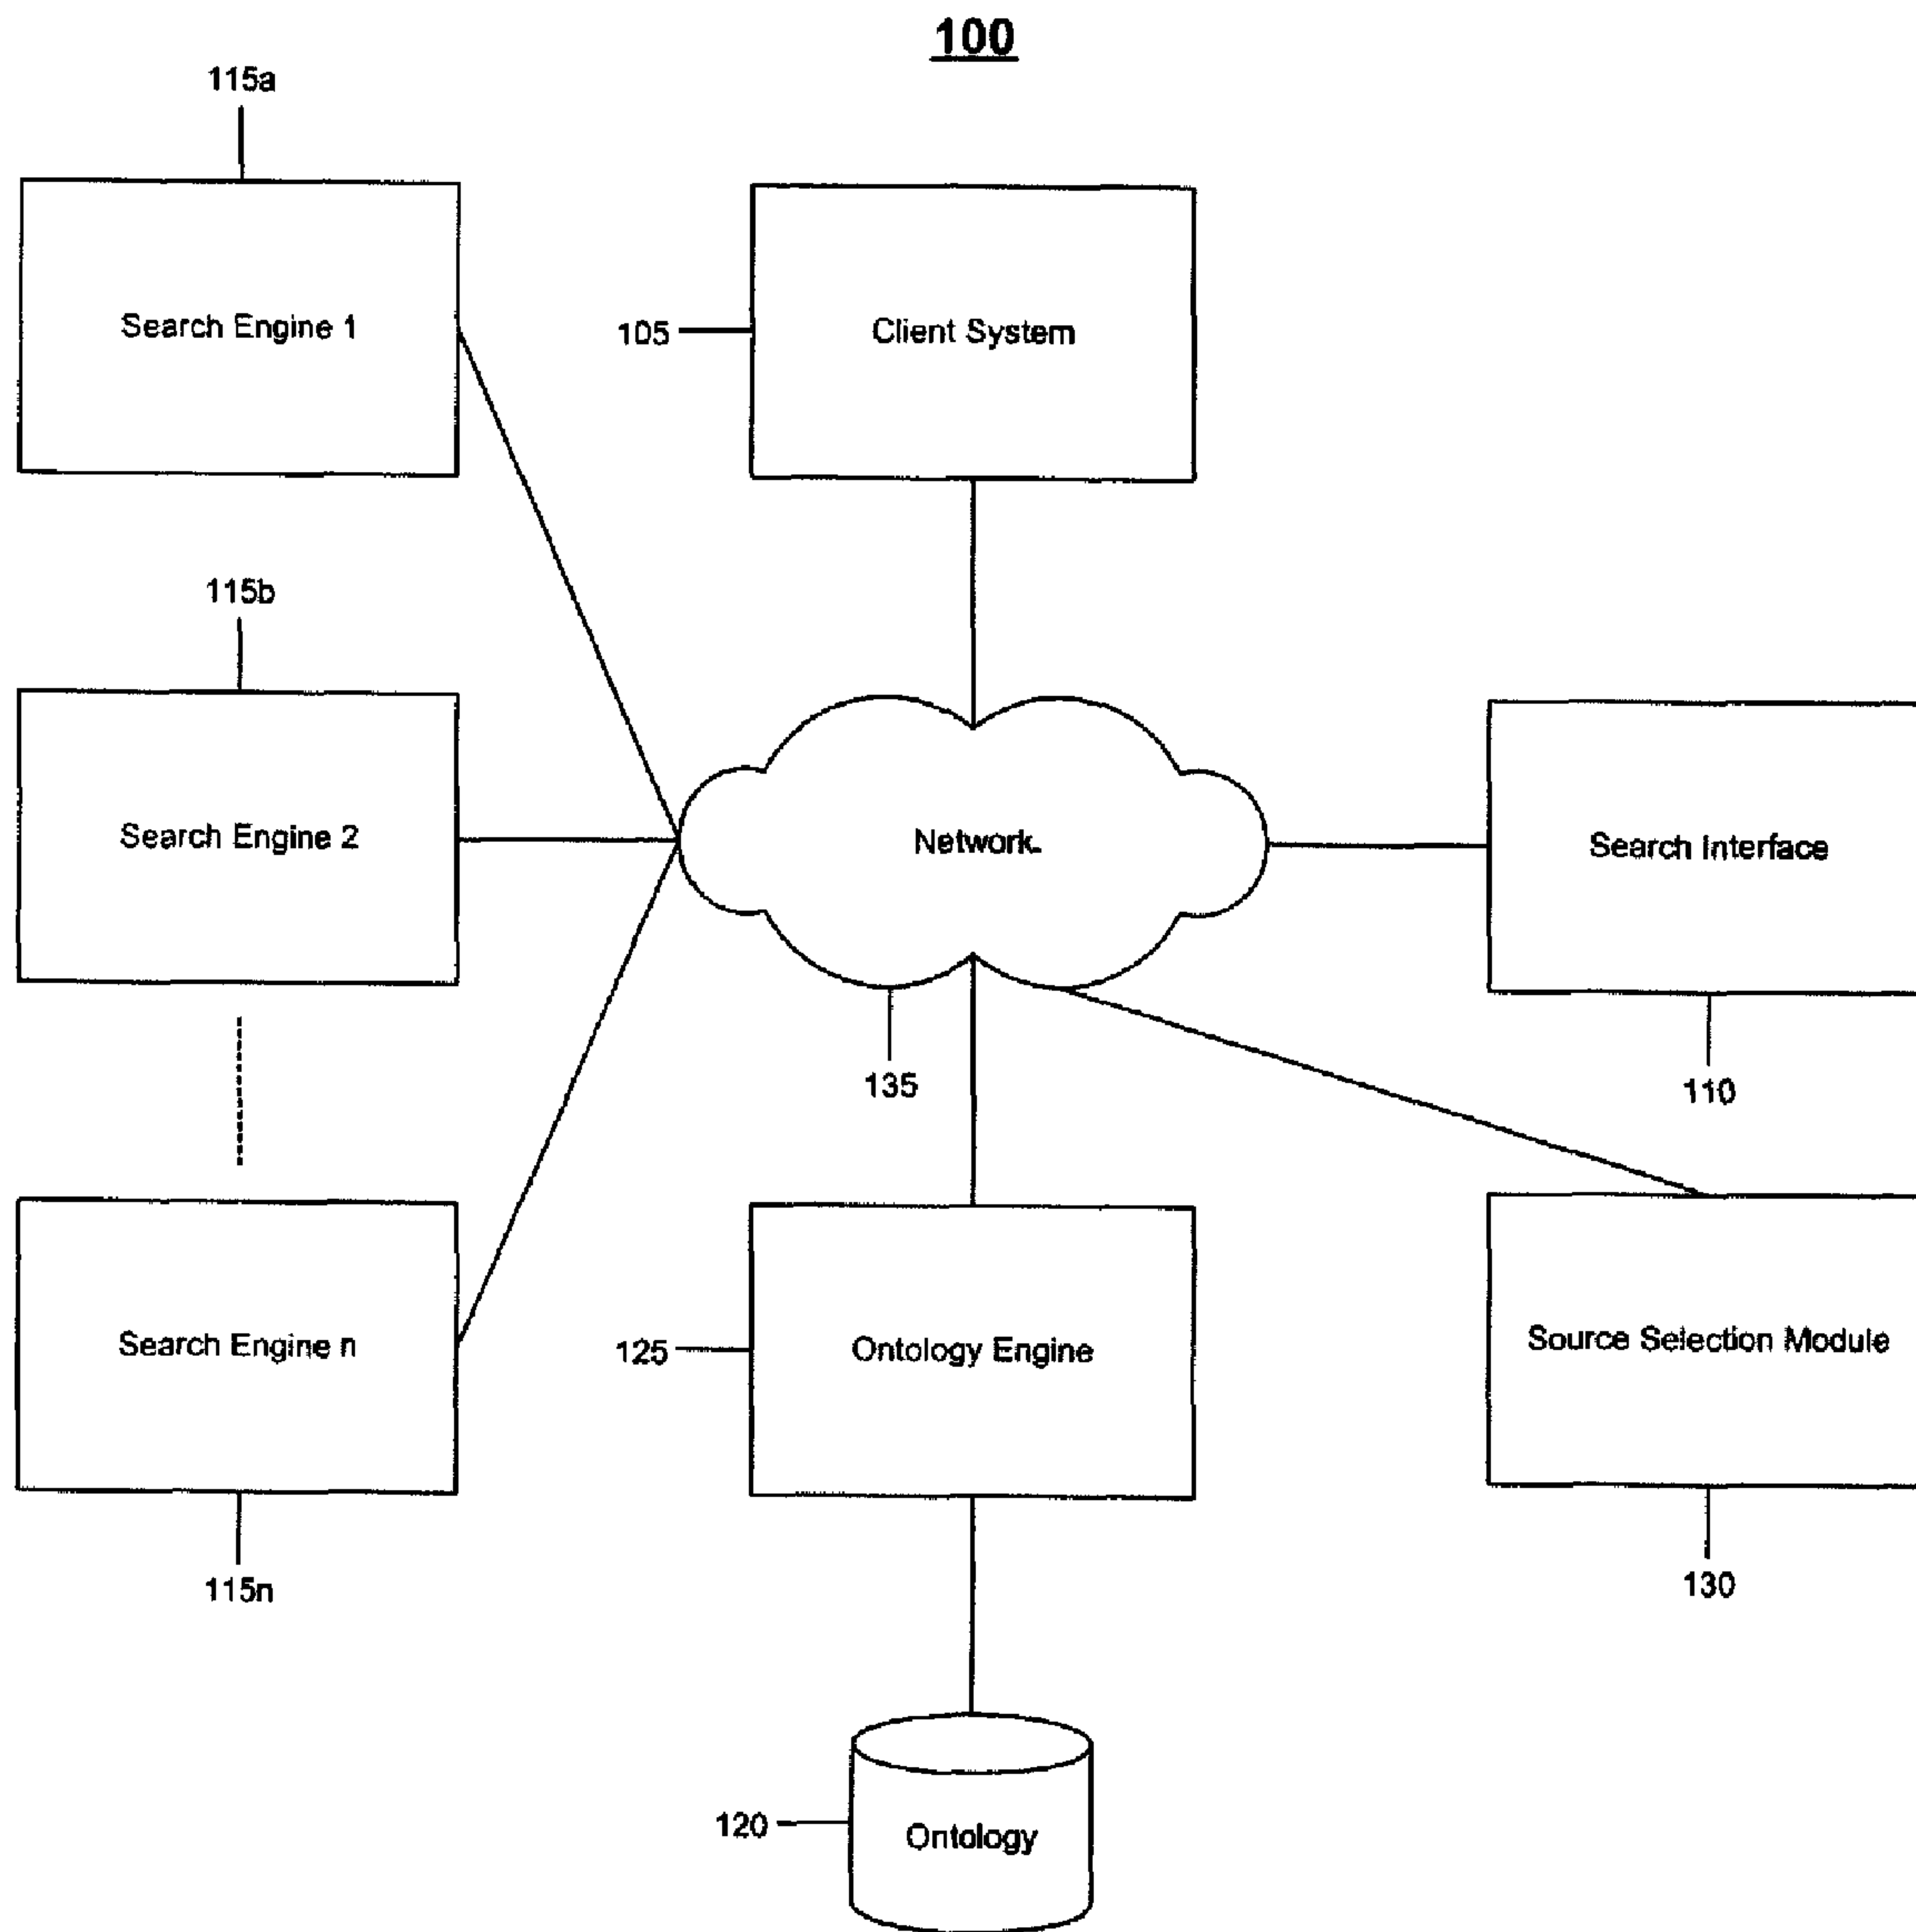 100
115a
Search Engine 1
105
Client System
115b
Search Engine 2
Network
Search Interface
135
110
Search Engine n
125
Ontology Engine
Source Selection Module
115n
130
120
Ontology